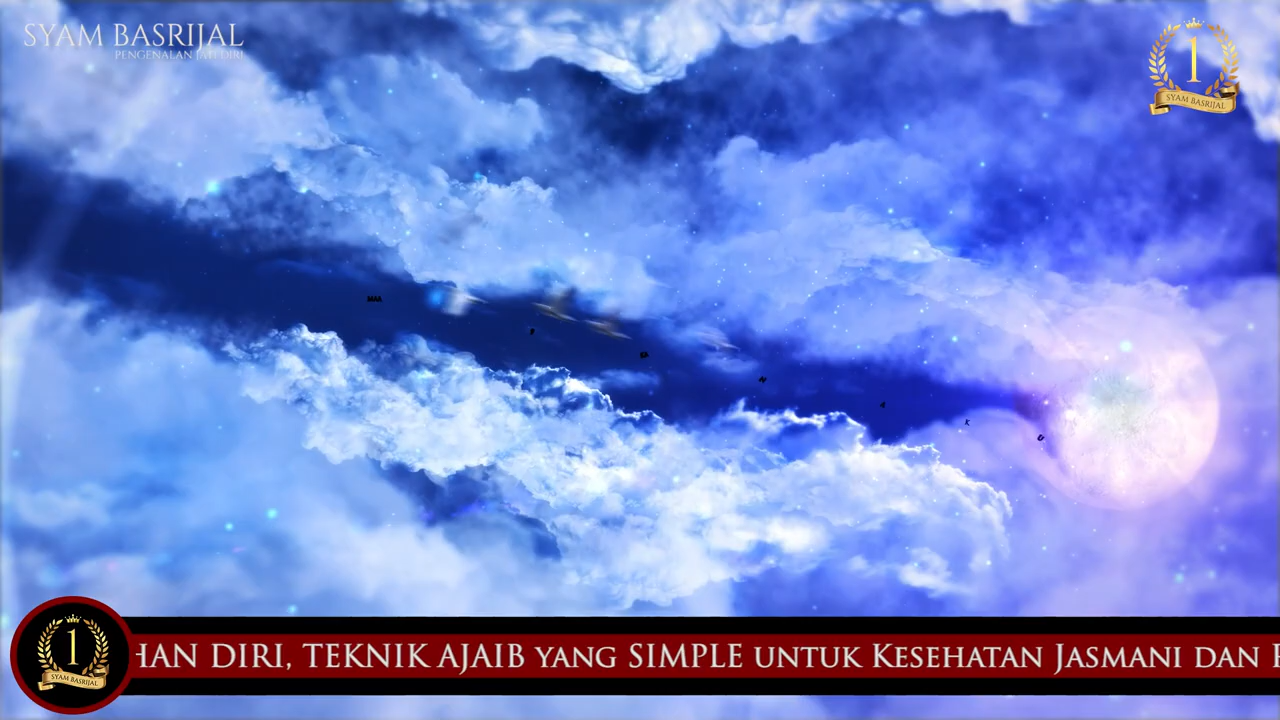 SYAM BASRIJAL
PENGENALAN JATI DIRI
1
SYAM BASRIJAL
1
SYAM BASRIJAL
HAN DIRI, TEKNIK AJAIB YANG SIMPLE UNTUK KESEHATAN JASMANI DAN